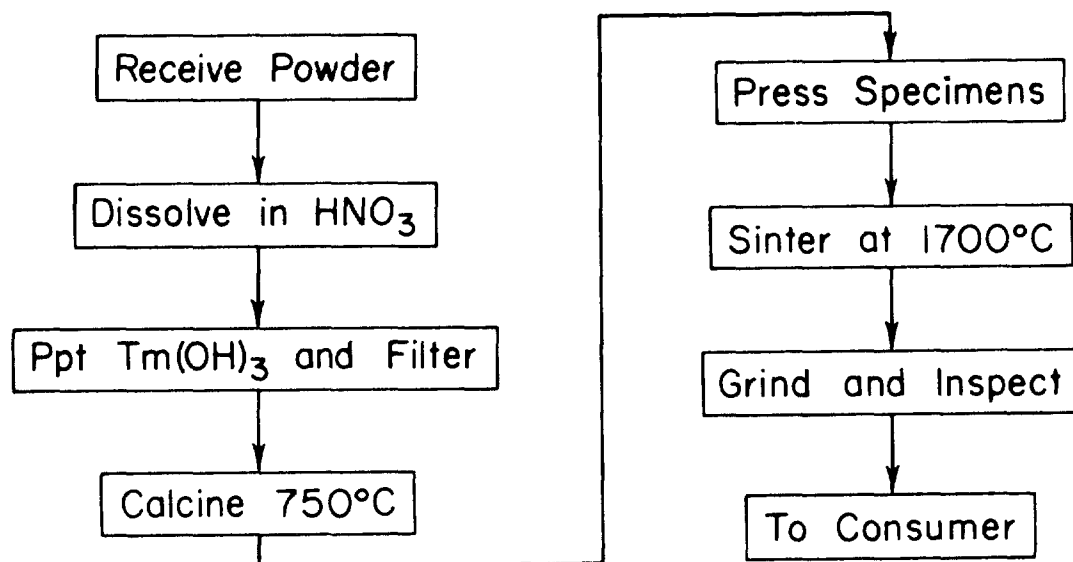 Receive Powder
Dissolve in HNO₃
Ppt Tm(OH)₃ and Filter
Calcine 750°C
Press Specimens
Sinter at 1700°C
Grind and Inspect
To Consumer